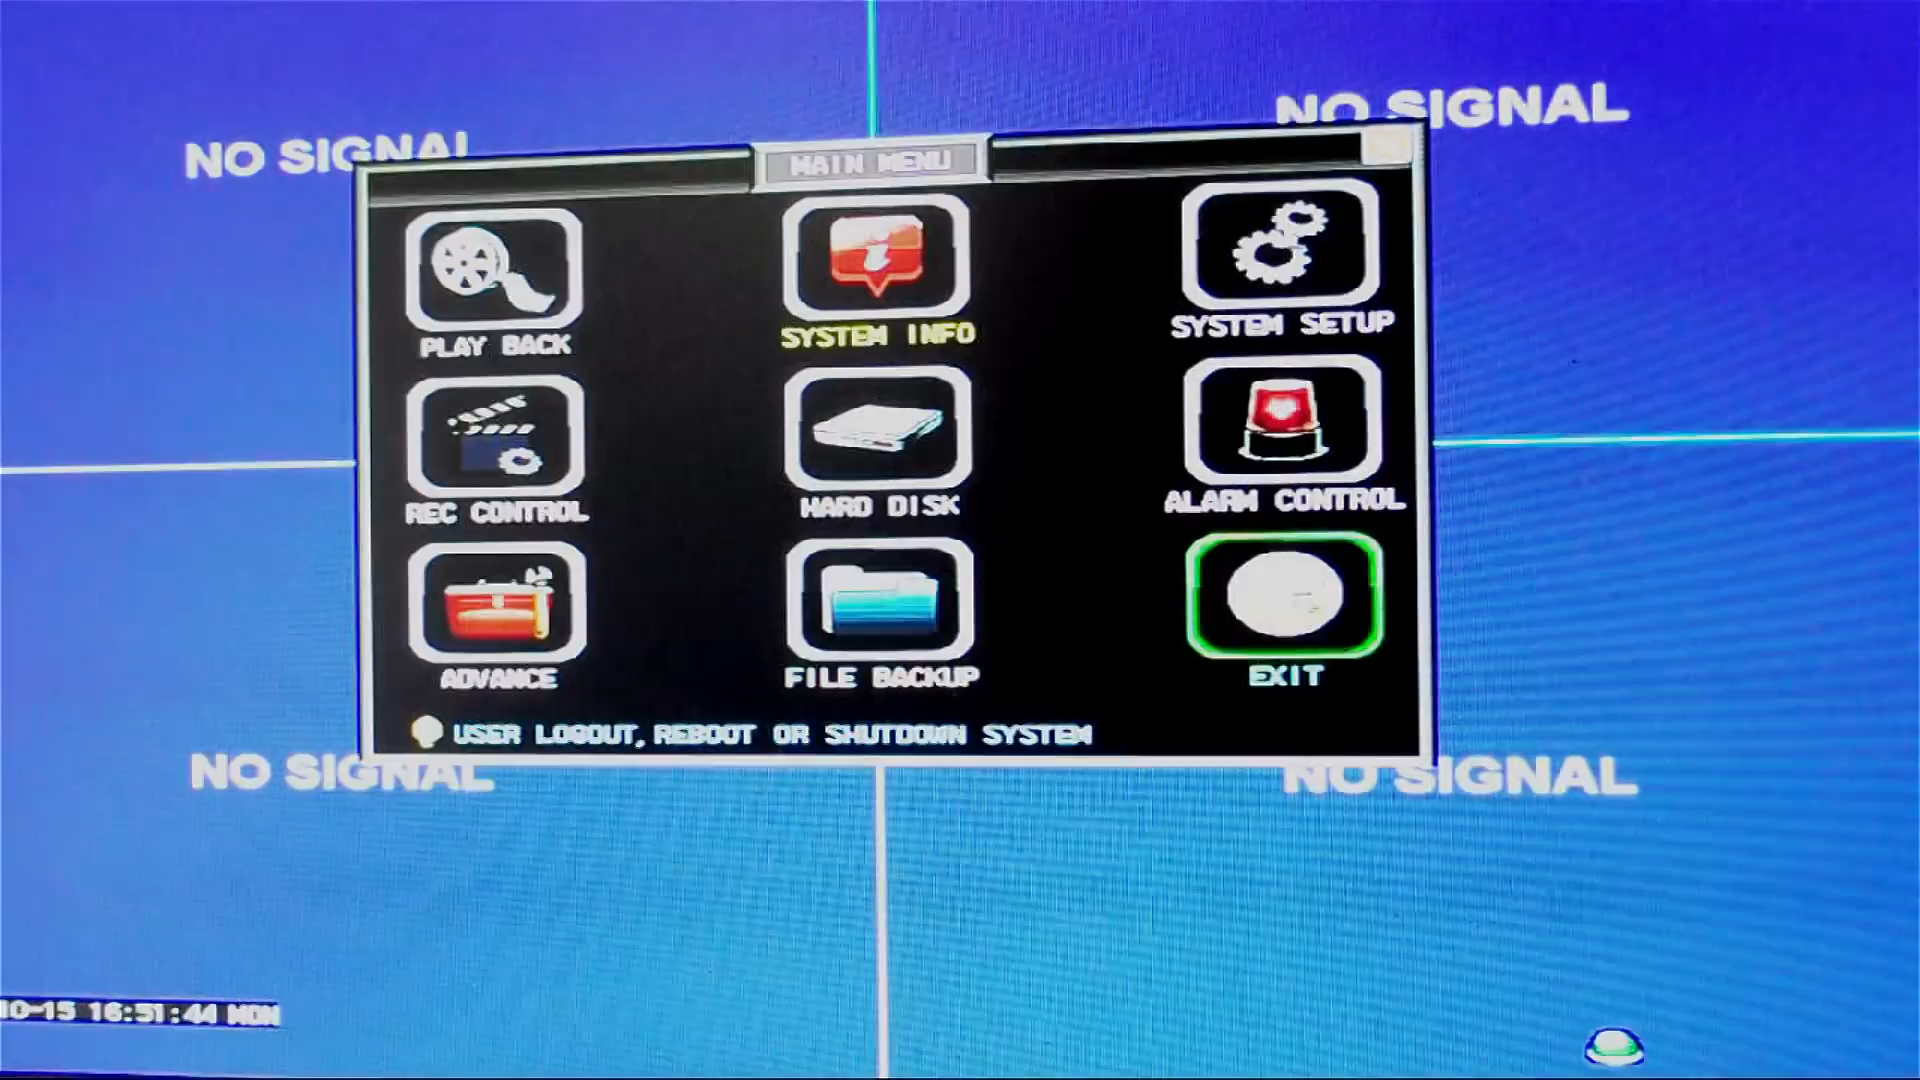 NO SIGNAL
NO SIGNAL
MAIN MENU
PLAY BACK
SYSTEM INFO
SYSTEM SETUP
REC CONTROL
HARD DISK
ALARM CONTROL
ADVANCE
FILE BACKUP
EXIT
USER LOGOUT, REBOOT OR SHUTDOWN SYSTEM
NO SIGNAL
NO SIGNAL
10-15 16:51:44 MON